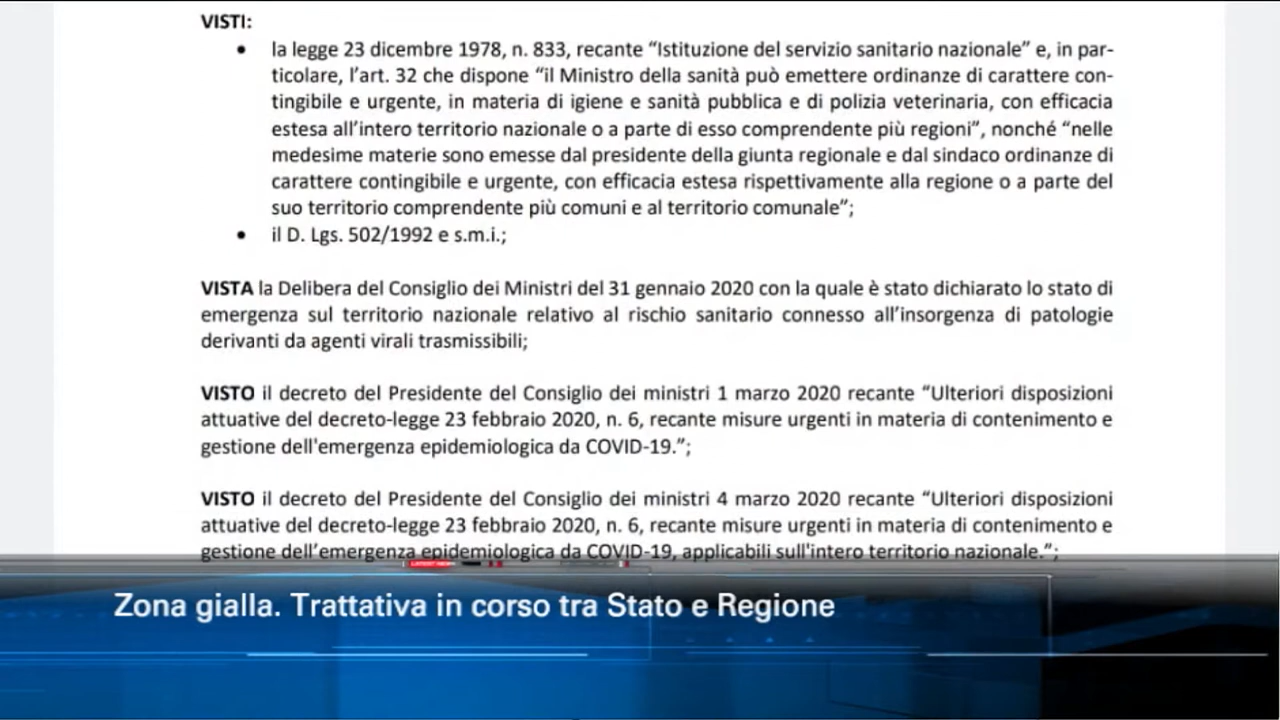 VISTI:
• la legge 23 dicembre 1978, n. 833, recante “Istituzione del servizio sanitario nazionale” e, in par-
ticolare, l’art. 32 che dispone “il Ministro della sanità può emettere ordinanze di carattere con-
tingibile e urgente, in materia di igiene e sanità pubblica e di polizia veterinaria, con efficacia
estesa all’intero territorio nazionale o a parte di esso comprendente più regioni”, nonché “nelle
medesime materie sono emesse dal presidente della giunta regionale e dal sindaco ordinanze di
carattere contingibile e urgente, con efficacia estesa rispettivamente alla regione o a parte del
suo territorio comprendente più comuni e al territorio comunale”;
• il D. Lgs. 502/1992 e s.m.i.;
VISTA la Delibera del Consiglio dei Ministri del 31 gennaio 2020 con la quale è stato dichiarato lo stato di
emergenza sul territorio nazionale relativo al rischio sanitario connesso all’insorgenza di patologie
derivanti da agenti virali trasmissibili;
VISTO il decreto del Presidente del Consiglio dei ministri 1 marzo 2020 recante “Ulteriori disposizioni
attuative del decreto-legge 23 febbraio 2020, n. 6, recante misure urgenti in materia di contenimento e
gestione dell'emergenza epidemiologica da COVID-19.”;
VISTO il decreto del Presidente del Consiglio dei ministri 4 marzo 2020 recante “Ulteriori disposizioni
attuative del decreto-legge 23 febbraio 2020, n. 6, recante misure urgenti in materia di contenimento e
gestione dell’emergenza epidemiologica da COVID-19, applicabili sull'intero territorio nazionale.”;
LATEST NEWS
Zona gialla. Trattativa in corso tra Stato e Regione